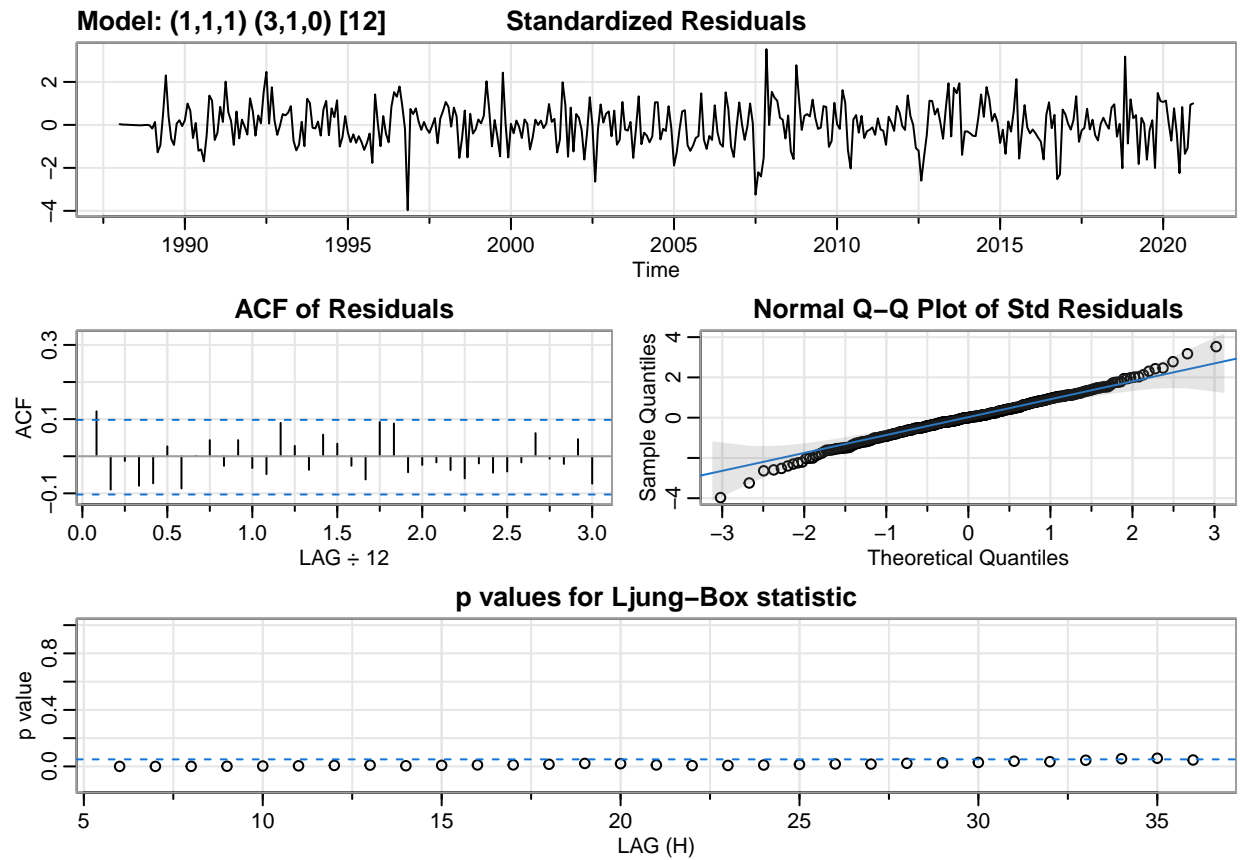 Model: (1,1,1) (3,1,0) [12] Standardized Residuals
2
0
−2
−4
1990 1995 2000 2005 2010 2015 2020
Time
ACF of Residuals
ACF
0.3
0.1
−0.1
0.0 0.5 1.0 1.5 2.0 2.5 3.0
LAG ÷ 12
Normal Q−Q Plot of Std Residuals
Sample Quantiles
4
2
0
−4
−3 −2 −1 0 1 2 3
Theoretical Quantiles
p values for Ljung−Box statistic
p value
0.8
0.4
0.0
5 10 15 20 25 30 35
LAG (H)